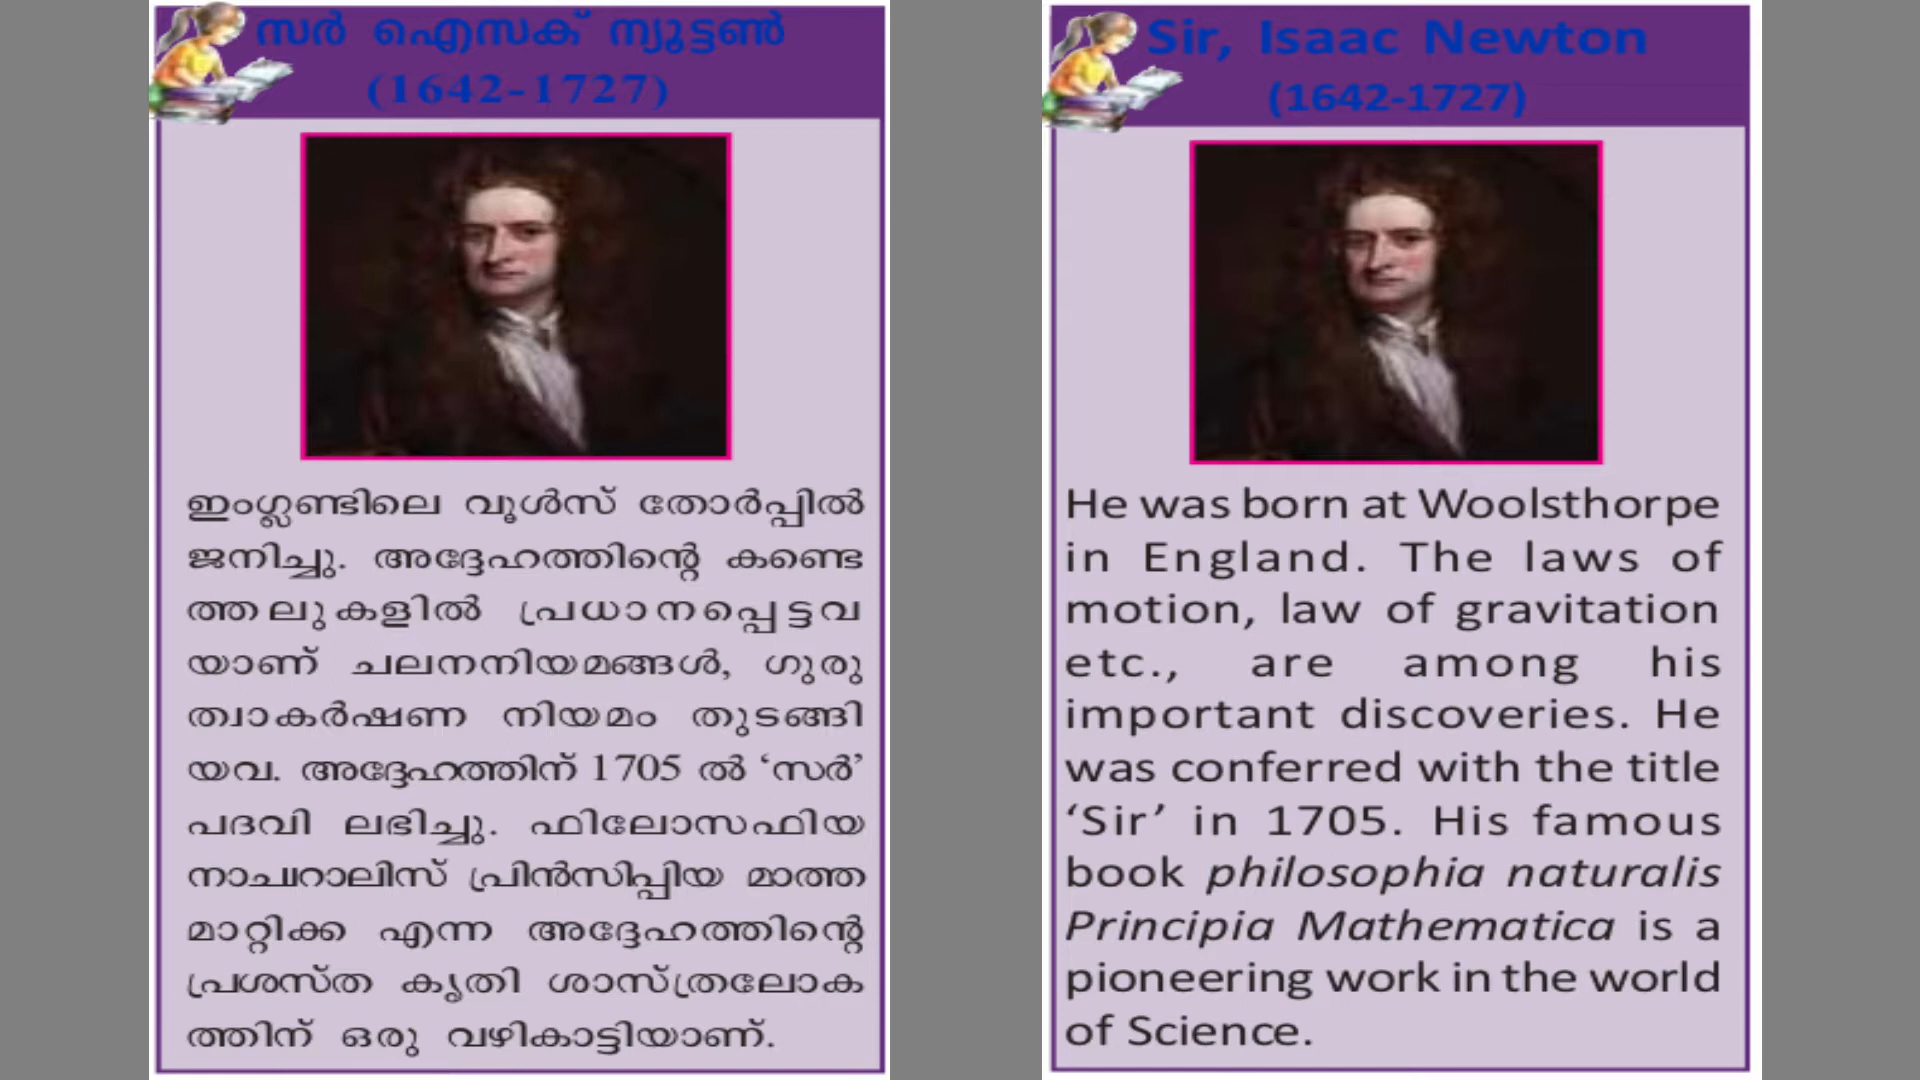 സർ ഐസക് ന്യൂട്ടൺ
(1642-1727)
ഇംഗ്ലണ്ടിലെ വൂൾസ് തോർപ്പിൽ
ജനിച്ചു. അദ്ദേഹത്തിന്റെ കണ്ടെ
ത്തലുകളിൽ പ്രധാനപ്പെട്ടവ
യാണ് ചലനനിയമങ്ങൾ, ഗുരു
ത്വാകർഷണ നിയമം തുടങ്ങി
യവ. അദ്ദേഹത്തിന് 1705 ൽ ‘സർ’
പദവി ലഭിച്ചു. ഫിലോസഫിയ
നാച്വറാലിസ് പ്രിൻസിപ്പിയ മാത്ത
മാറ്റിക്ക എന്ന അദ്ദേഹത്തിന്റെ
പ്രശസ്ത കൃതി ശാസ്ത്രലോക
ത്തിന് ഒരു വഴികാട്ടിയാണ്.
Sir, Isaac Newton
(1642-1727)
He was born at Woolsthorpe
in England. The laws of
motion, law of gravitation
etc., are among his
important discoveries. He
was conferred with the title
‘Sir’ in 1705. His famous
book philosophia naturalis
Principia Mathematica is a
pioneering work in the world
of Science.